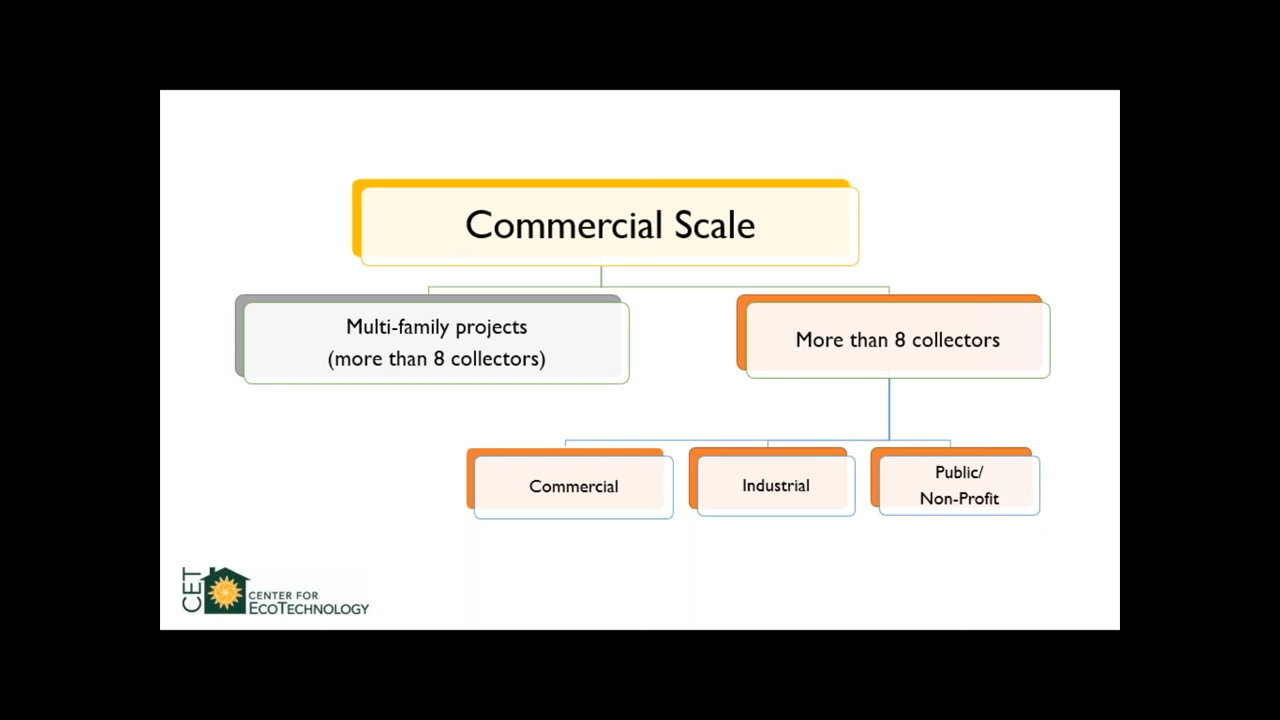 Commercial Scale
Multi-family projects
(more than 8 collectors)
More than 8 collectors
Commercial
Industrial
Public/
Non-Profit
CET
CENTER FOR
ECOTECHNOLOGY